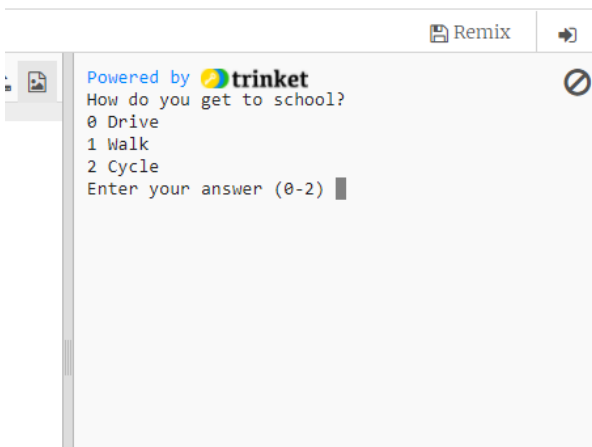 Remix
Powered by trinket
How do you get to school?
0 Drive
1 Walk
2 Cycle
Enter your answer (0-2)